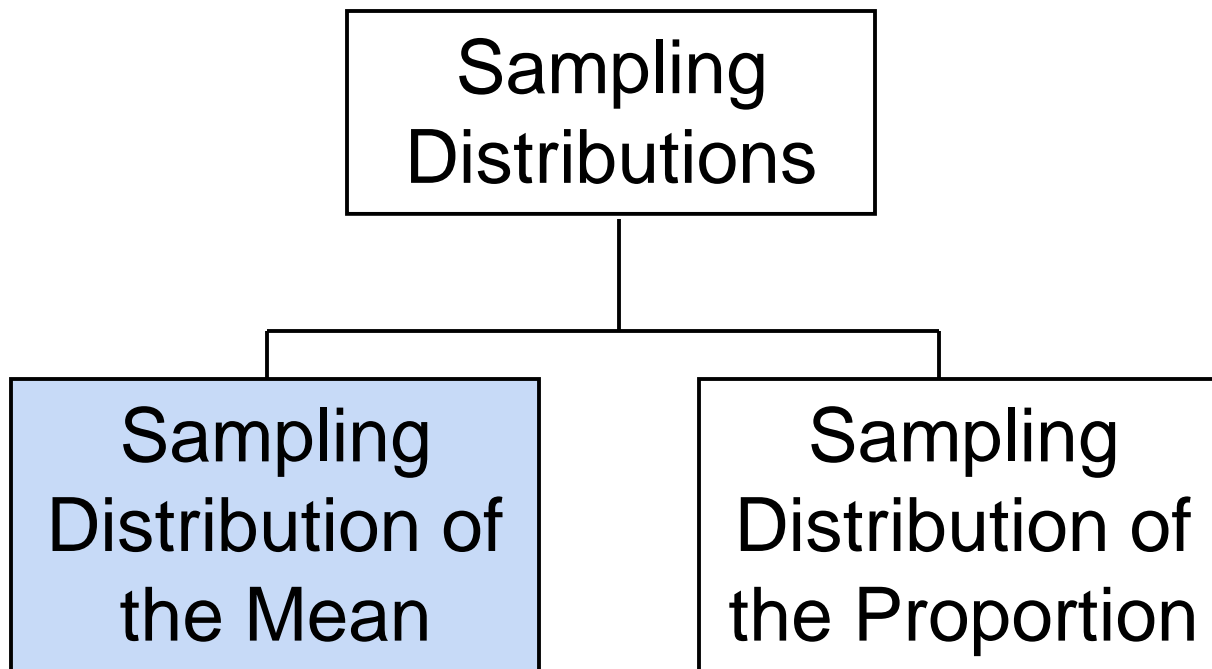 Sampling
Distributions
Sampling
Distribution of
the Mean
Sampling
Distribution of
the Proportion